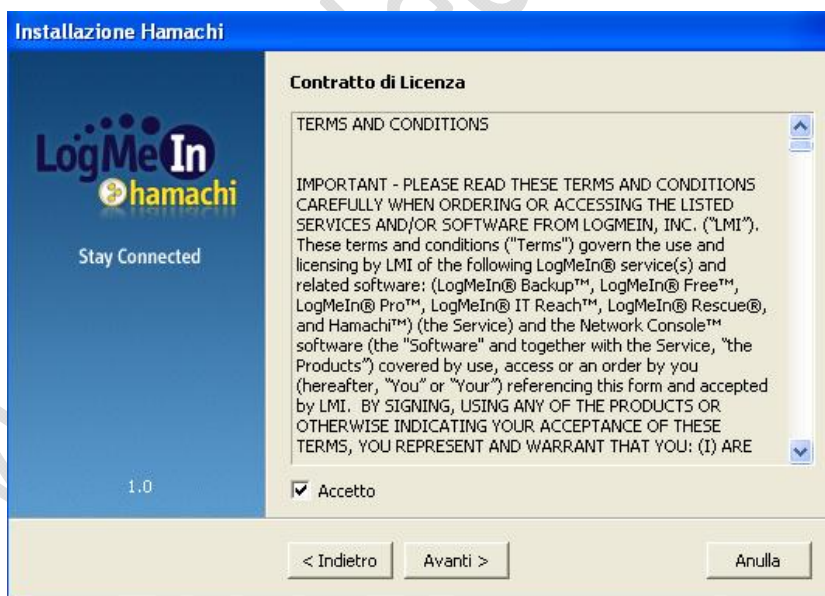 Installazione Hamachi
LogMeIn
hamachi
Stay Connected
1.0
Contratto di Licenza
TERMS AND CONDITIONS
IMPORTANT - PLEASE READ THESE TERMS AND CONDITIONS
CAREFULLY WHEN ORDERING OR ACCESSING THE LISTED
SERVICES AND/OR SOFTWARE FROM LOGMEIN, INC. ("LMI").
These terms and conditions ("Terms") govern the use and
licensing by LMI of the following LogMeIn® service(s) and
related software: (LogMeIn® Backup™, LogMeIn® Free™,
LogMeIn® Pro™, LogMeIn® IT Reach™, LogMeIn® Rescue®,
and Hamachi™) (the Service) and the Network Console™
software (the "Software" and together with the Service, "the
Products") covered by use, access or an order by you
(hereafter, "You" or "Your") referencing this form and accepted
by LMI.  BY SIGNING, USING ANY OF THE PRODUCTS OR
OTHERWISE INDICATING YOUR ACCEPTANCE OF THESE
TERMS, YOU REPRESENT AND WARRANT THAT YOU: (I) ARE
Accetto
< Indietro
Avanti >
Anulla